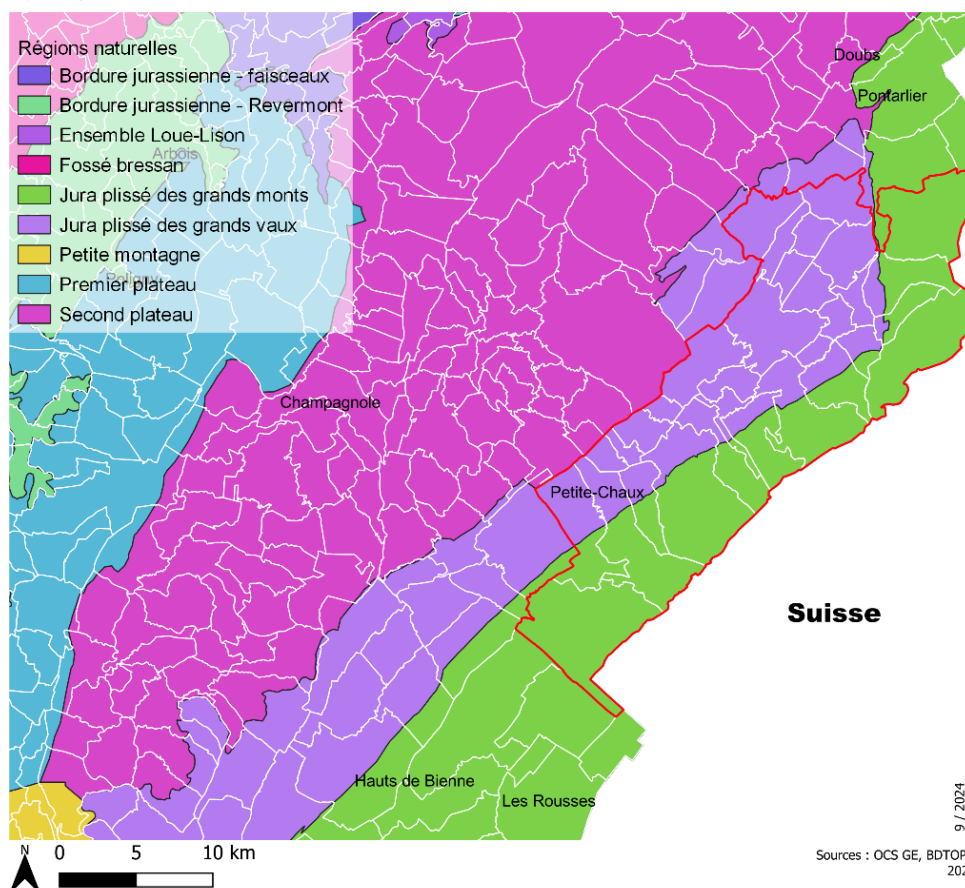 Régions naturelles
Bordure jurassienne - faisceaux
Bordure jurassienne - Revermont
Ensemble Loue-Lison
Fossé bressan
Jura plissé des grands monts
Jura plissé des grands vaux
Petite montagne
Premier plateau
Second plateau
Doubs
Pontarlier
Arbois
Poligny
Champagnole
Petite-Chaux
Suisse
Hauts de Bienne
Les Rousses
9 / 2024
N
0 5 10 km
Sources : OCS GE, BDTOP
202